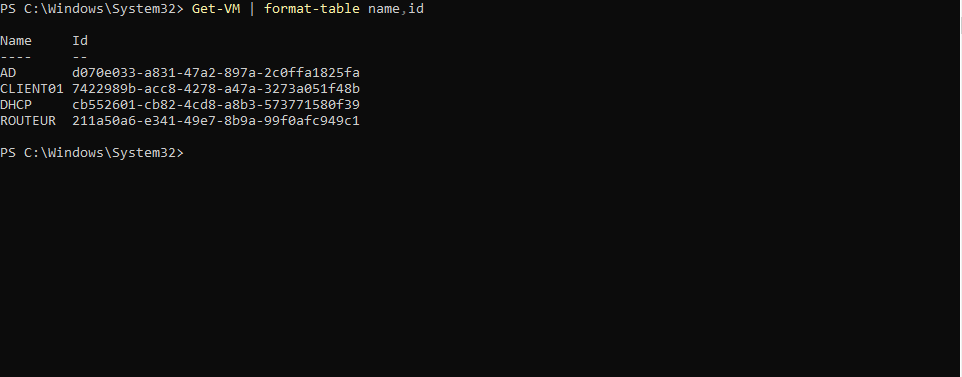 PS C:\Windows\System32> Get-VM | format-table name,id
Name     Id
----     --
AD       d070e033-a831-47a2-897a-2c0ffa1825fa
CLIENT01 7422989b-acc8-4278-a47a-3273a051f48b
DHCP     cb552601-cb82-4cd8-a8b3-573771580f39
ROUTEUR  211a50a6-e341-49e7-8b9a-99f0afc949c1
PS C:\Windows\System32>